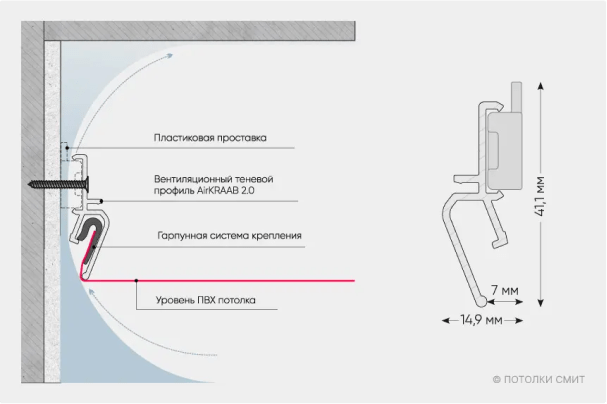 Пластиковая проставка
Вентиляционный теневой
профиль AirKRAAB 2.0
Гарпунная система крепления
Уровень ПВХ потолка
41,1 мм
7 мм
14,9 мм
© ПОТОЛКИ СМИТ